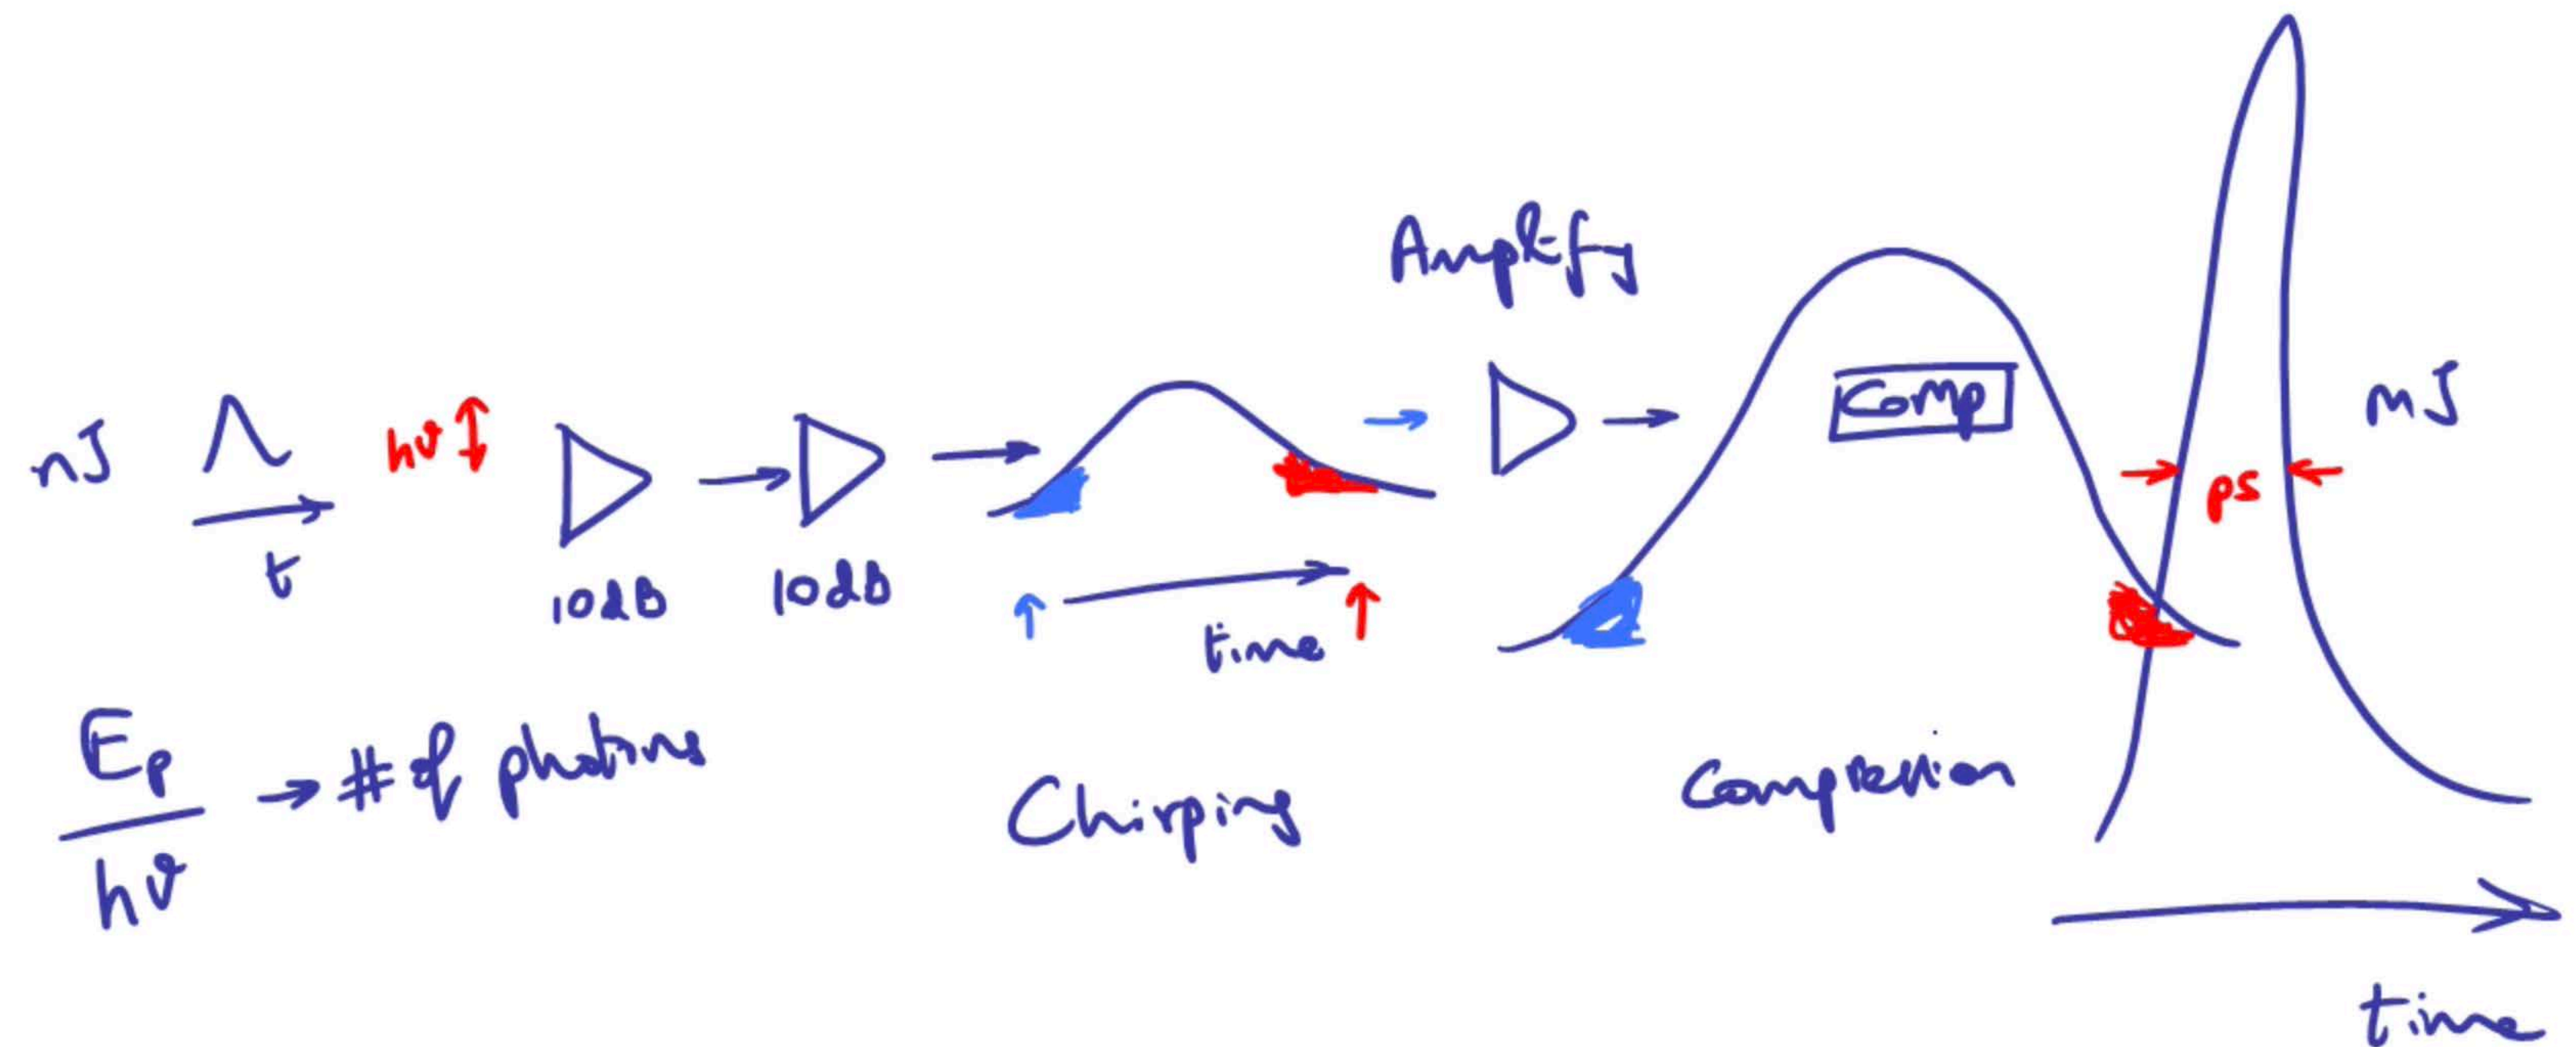 Amplify
nJ
hν
Comp
mJ
ps
t
10dB
10dB
time
Ep
hν
→ # of photons
Chirping
Compression
time